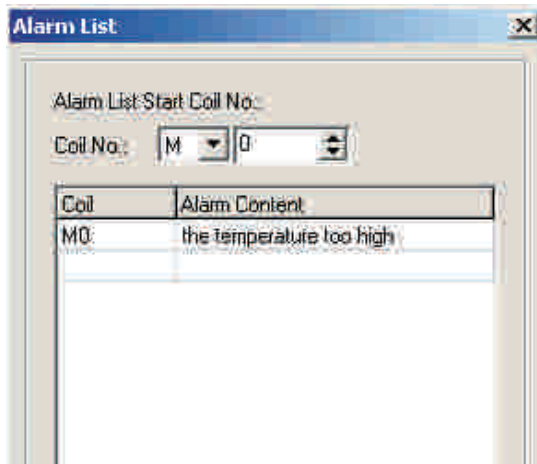 Alarm List
Alarm List Start Coil No.:
Coil No.: M 0
Coil Alarm Content
M0 the temperature too high